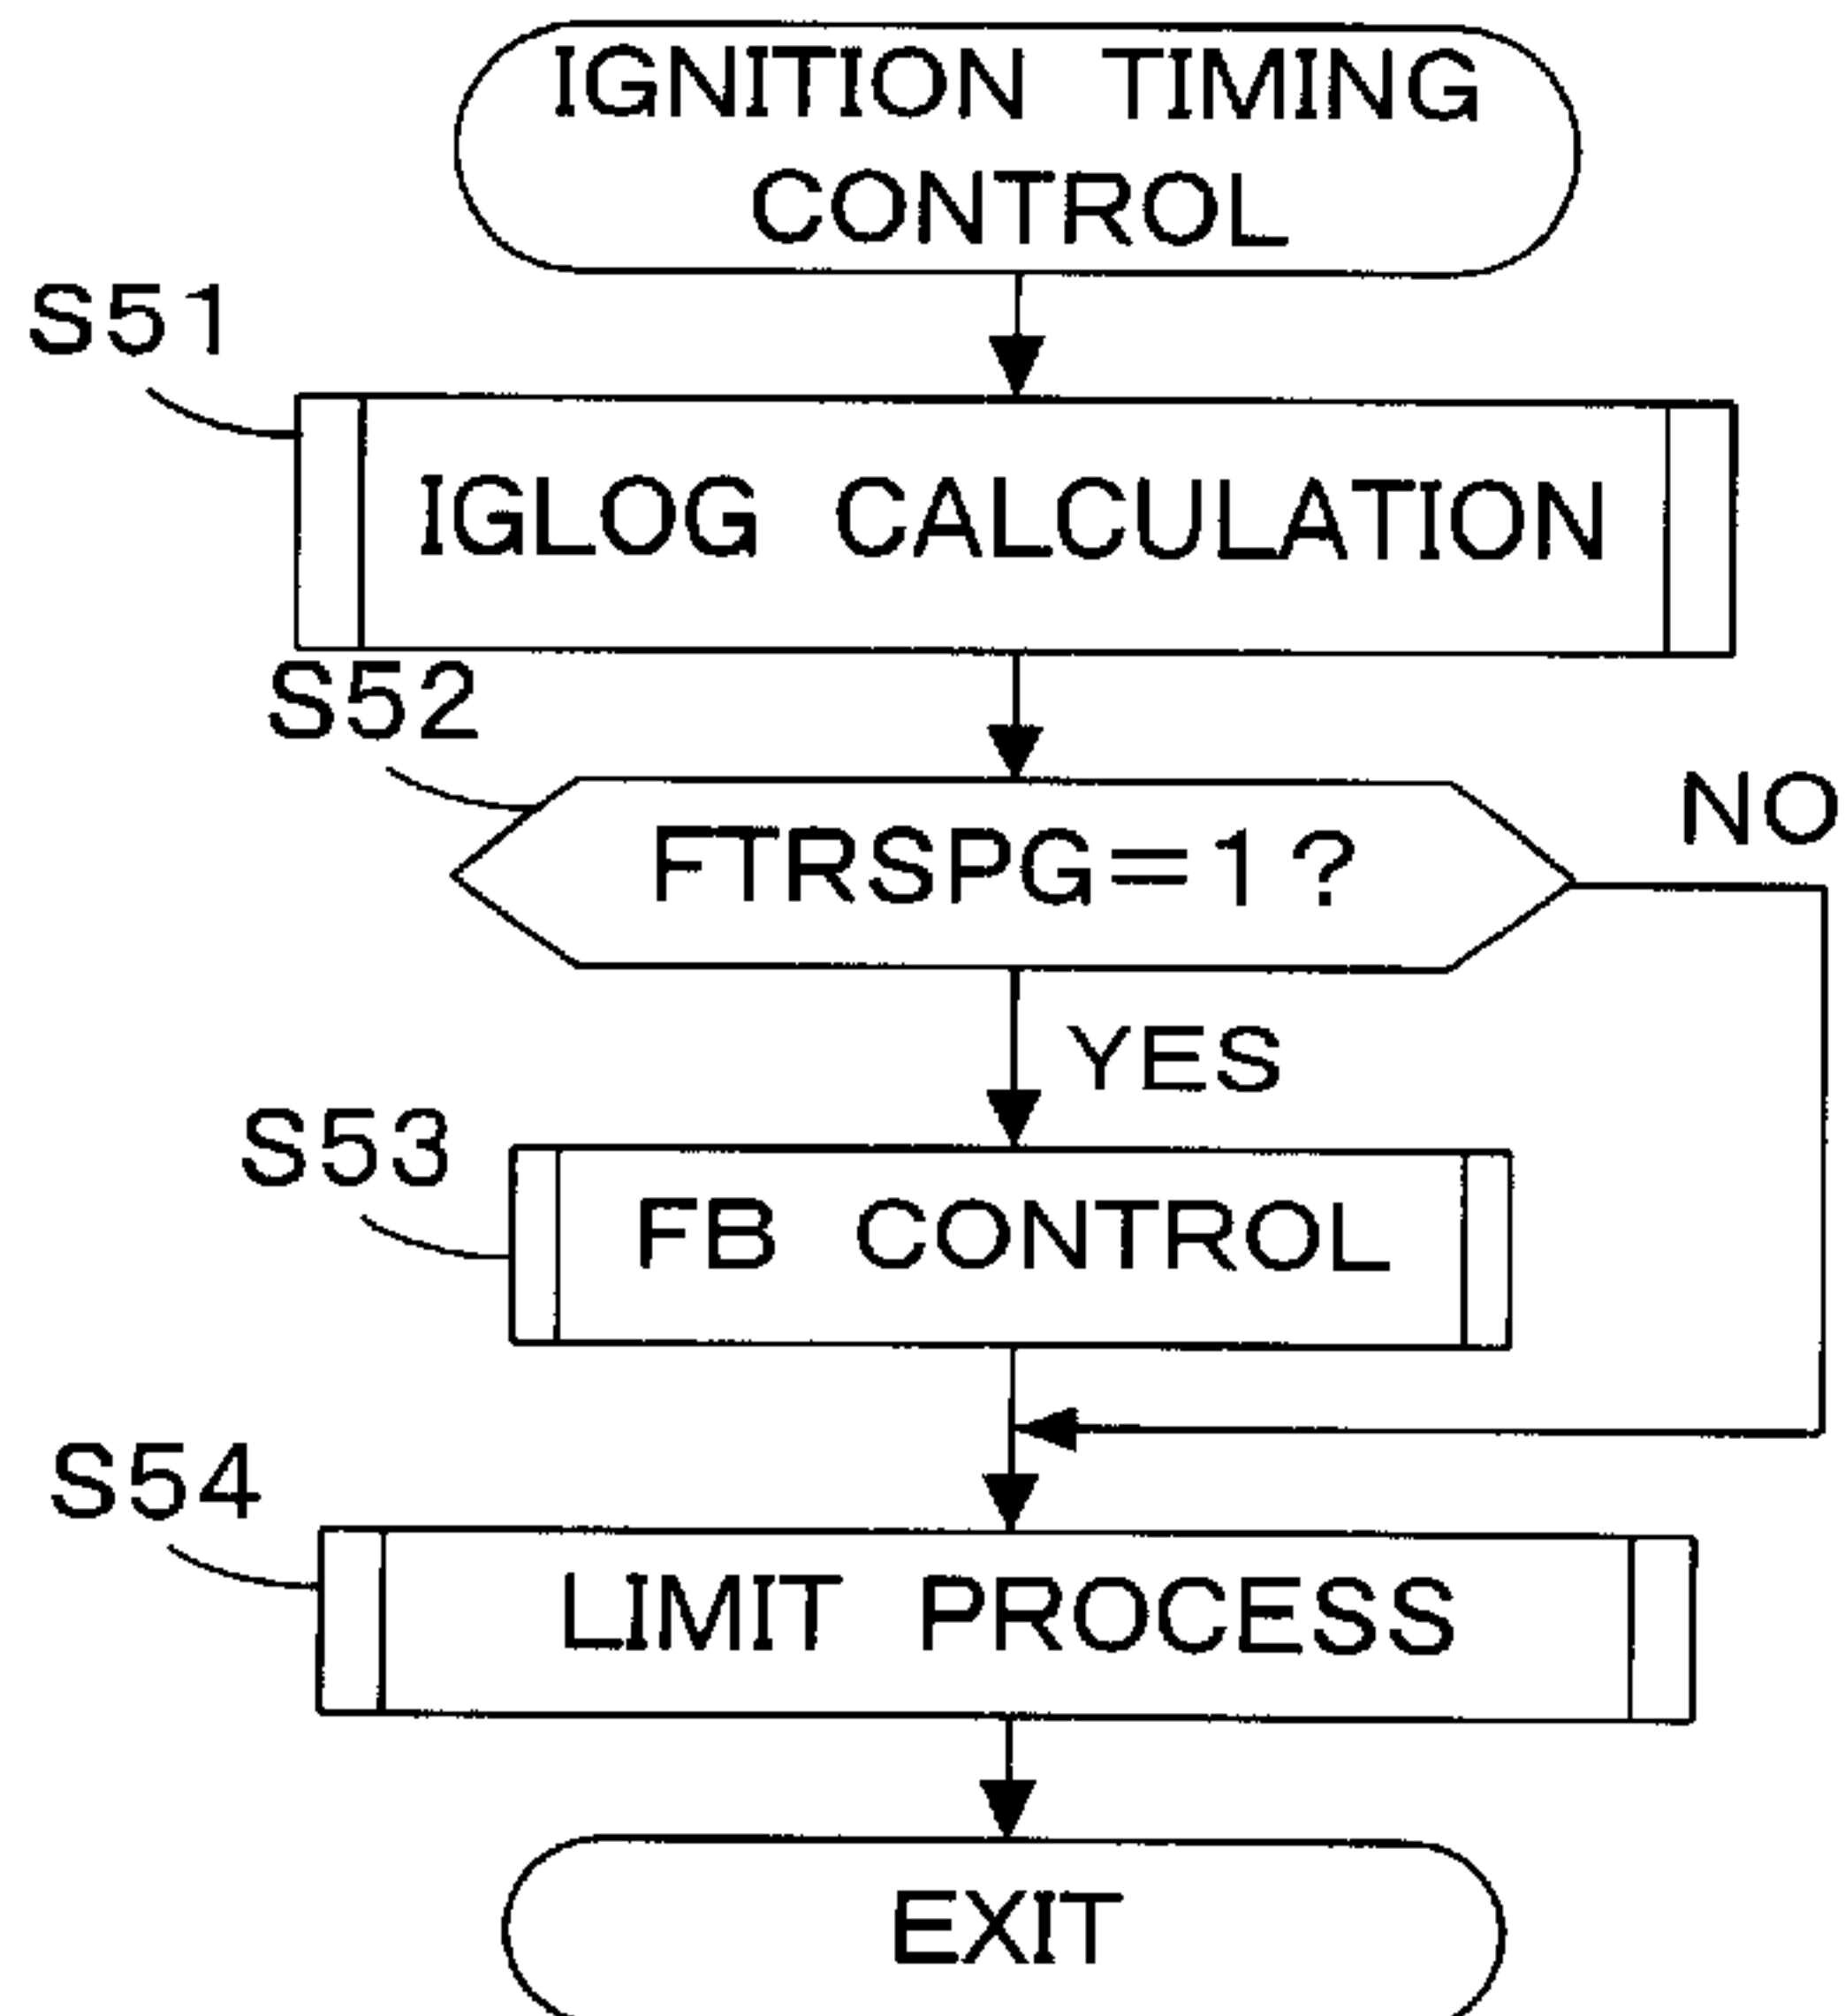 IGNITION TIMING
CONTROL
S51
IGLOG CALCULATION
S52
FTRSPG=1?
NO
YES
S53
FB CONTROL
S54
LIMIT PROCESS
EXIT